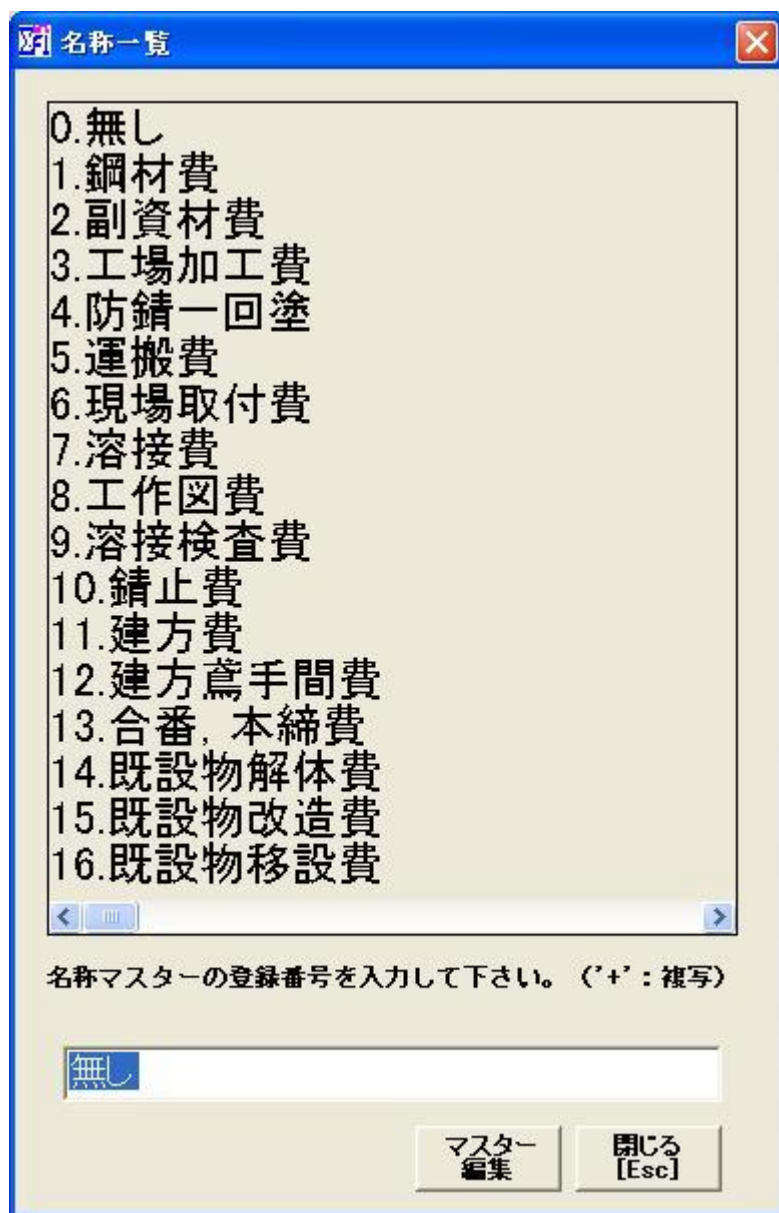 名称一覧
0.無し
1.鋼材費
2.副資材費
3.工場加工費
4.防錆一回塗
5.運搬費
6.現場取付費
7.溶接費
8.工作図費
9.溶接検査費
10.錆止費
11.建方費
12.建方鳶手間費
13.合番, 本締費
14.既設物解体費
15.既設物改造費
16.既設物移設費
名称マスターの登録番号を入力して下さい。（'+'：複写）
無し
マスター
編集
閉じる
[Esc]